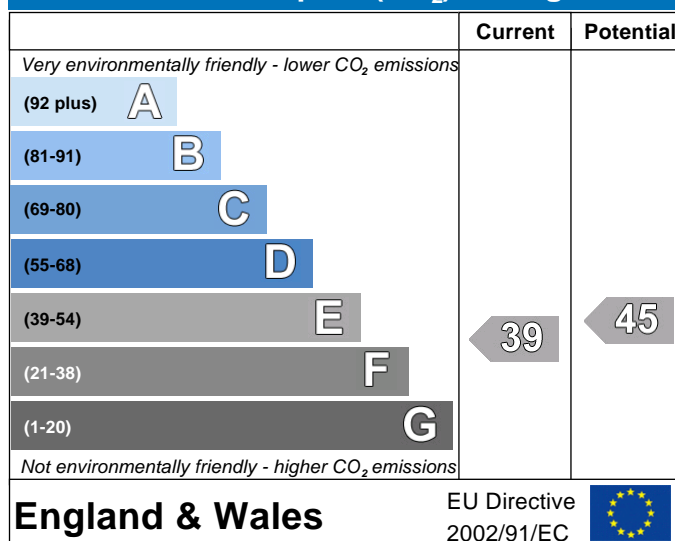 Current Potential
Very environmentally friendly - lower CO₂ emissions
(92 plus) A
(81-91) B
(69-80) C
(55-68) D
(39-54) E
39
45
(21-38) F
(1-20) G
Not environmentally friendly - higher CO₂ emissions
England & Wales
EU Directive
2002/91/EC